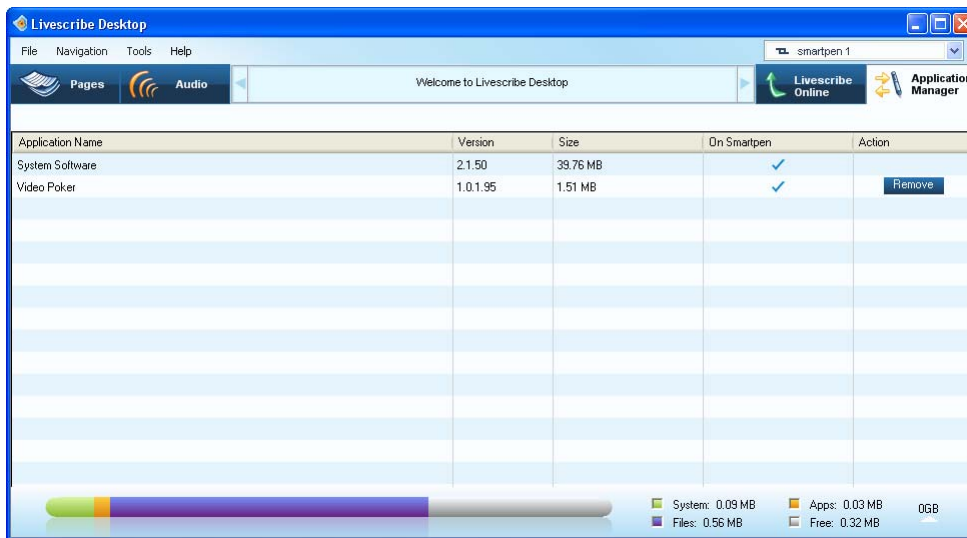 Livescribe Desktop
File Navigation Tools Help smartpen 1
Pages Audio Welcome to Livescribe Desktop Livescribe Online Application Manager
Application Name Version Size On Smartpen Action
System Software 2.1.50 39.76 MB
Video Poker 1.0.1.95 1.51 MB Remove
System: 0.09 MB Apps: 0.03 MB 0GB
Files: 0.56 MB Free: 0.32 MB